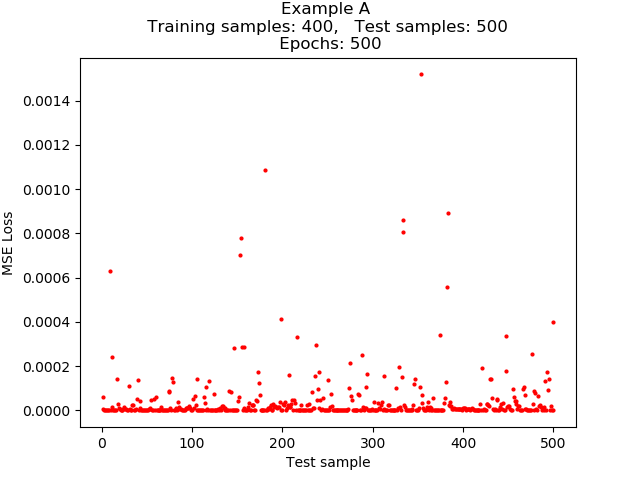 Example A
Training samples: 400,   Test samples: 500
Epochs: 500
0.0014
0.0012
0.0010
0.0008
0.0006
0.0004
0.0002
0.0000
MSE Loss
0 100 200 300 400 500
Test sample